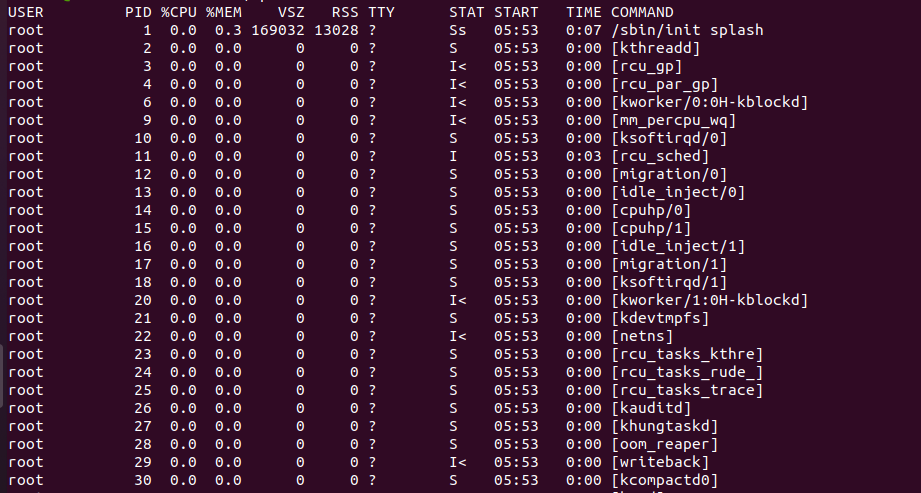 USER PID %CPU %MEM VSZ RSS TTY STAT START TIME COMMAND
root 1 0.0 0.3 169032 13028 ? Ss 05:53 0:07 /sbin/init splash
root 2 0.0 0.0 0 0 ? S 05:53 0:00 [kthreadd]
root 3 0.0 0.0 0 0 ? I< 05:53 0:00 [rcu_gp]
root 4 0.0 0.0 0 0 ? I< 05:53 0:00 [rcu_par_gp]
root 6 0.0 0.0 0 0 ? I< 05:53 0:00 [kworker/0:0H-kblockd]
root 9 0.0 0.0 0 0 ? I< 05:53 0:00 [mm_percpu_wq]
root 10 0.0 0.0 0 0 ? S 05:53 0:00 [ksoftirqd/0]
root 11 0.0 0.0 0 0 ? I 05:53 0:03 [rcu_sched]
root 12 0.0 0.0 0 0 ? S 05:53 0:00 [migration/0]
root 13 0.0 0.0 0 0 ? S 05:53 0:00 [idle_inject/0]
root 14 0.0 0.0 0 0 ? S 05:53 0:00 [cpuhp/0]
root 15 0.0 0.0 0 0 ? S 05:53 0:00 [cpuhp/1]
root 16 0.0 0.0 0 0 ? S 05:53 0:00 [idle_inject/1]
root 17 0.0 0.0 0 0 ? S 05:53 0:00 [migration/1]
root 18 0.0 0.0 0 0 ? S 05:53 0:00 [ksoftirqd/1]
root 20 0.0 0.0 0 0 ? I< 05:53 0:00 [kworker/1:0H-kblockd]
root 21 0.0 0.0 0 0 ? S 05:53 0:00 [kdevtmpfs]
root 22 0.0 0.0 0 0 ? I< 05:53 0:00 [netns]
root 23 0.0 0.0 0 0 ? S 05:53 0:00 [rcu_tasks_kthre]
root 24 0.0 0.0 0 0 ? S 05:53 0:00 [rcu_tasks_rude_]
root 25 0.0 0.0 0 0 ? S 05:53 0:00 [rcu_tasks_trace]
root 26 0.0 0.0 0 0 ? S 05:53 0:00 [kauditd]
root 27 0.0 0.0 0 0 ? S 05:53 0:00 [khungtaskd]
root 28 0.0 0.0 0 0 ? S 05:53 0:00 [oom_reaper]
root 29 0.0 0.0 0 0 ? I< 05:53 0:00 [writeback]
root 30 0.0 0.0 0 0 ? S 05:53 0:00 [kcompactd0]